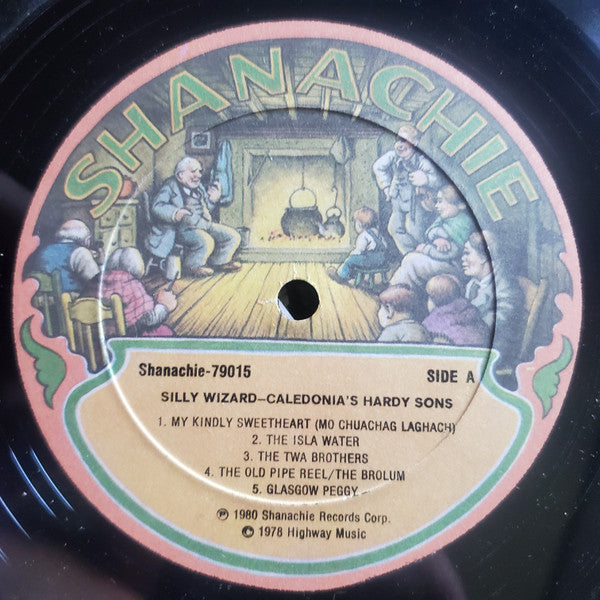 SHANACHIE
Shanachie-79015 SIDE A
SILLY WIZARD—CALEDONIA'S HARDY SONS
1. MY KINDLY SWEETHEART (MO CHUACHAG LAGHACH)
2. THE ISLA WATER
3. THE TWA BROTHERS
4. THE OLD PIPE REEL/THE BROLUM
5. GLASGOW PEGGY
℗ 1980 Shanachie Records Corp.
© 1978 Highway Music